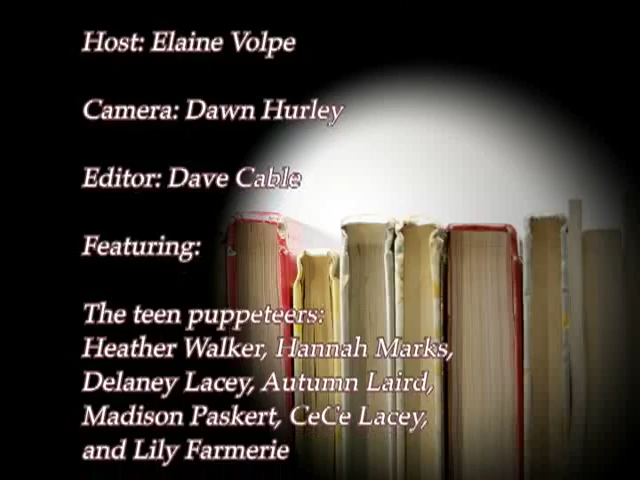 Host: Elaine Volpe
Camera: Dawn Hurley
Editor: Dave Cable
Featuring:
The teen puppeteers:
Heather Walker, Hannah Marks,
Delaney Lacey, Autumn Laird,
Madison Paskert, CeCe Lacey,
and Lily Farmerie